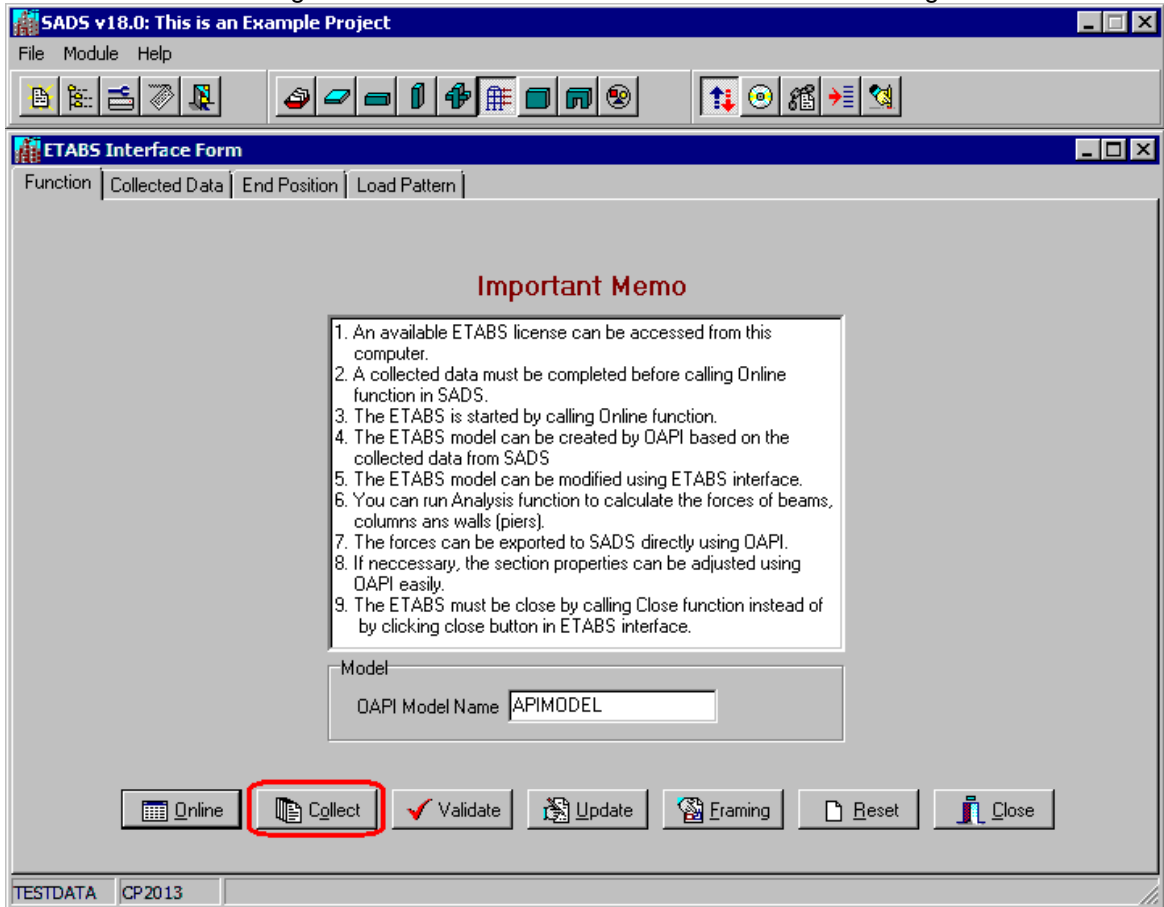 SADS v18.0: This is an Example Project
File Module Help
ETABS Interface Form
Function Collected Data End Position Load Pattern
Important Memo
1. An available ETABS license can be accessed from this
computer.
2. A collected data must be completed before calling Online
function in SADS.
3. The ETABS is started by calling Online function.
4. The ETABS model can be created by OAPI based on the
collected data from SADS
5. The ETABS model can be modified using ETABS interface.
6. You can run Analysis function to calculate the forces of beams,
columns ans walls (piers).
7. The forces can be exported to SADS directly using OAPI.
8. If neccessary, the section properties can be adjusted using
OAPI easily.
9. The ETABS must be close by calling Close function instead of
by clicking close button in ETABS interface.
Model
OAPI Model Name APIMODEL
Online Collect Validate Update Framing Reset Close
TESTDATA CP2013